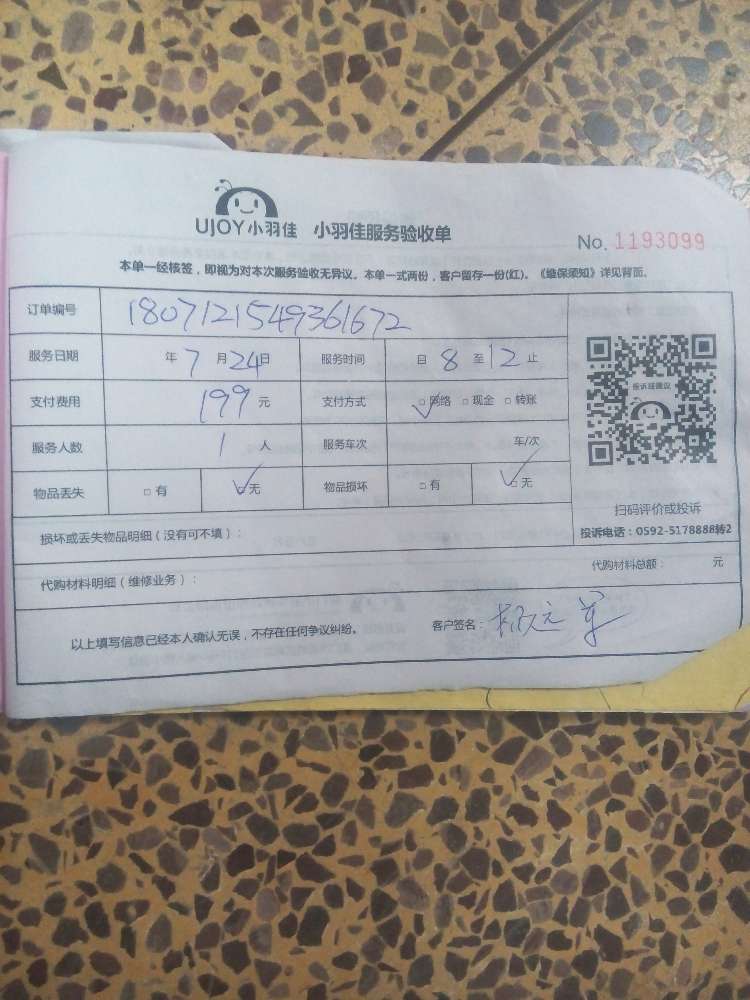 UJOY小羽佳 小羽佳服务验收单
No. 1193099
本单一经核签，即视为对本次服务验收无异议。本单一式两份，客户留存一份(红)。《维保须知》详见背面。
订单编号 1807121549361672
服务日期 年 7 月 24 日 服务时间 自 8 至 12 止
支付费用 199 元 支付方式 □网络 □现金 □转账
服务人数 1 人 服务车次 车/次
物品丢失 □有 □无 物品损坏 □有 □无
投诉或建议
扫码评价或投诉
投诉电话：0592-5178888转2
损坏或丢失物品明细（没有可不填）：
代购材料明细（维修业务）： 代购材料总额： 元
以上填写信息已经本人确认无误，不存在任何争议纠纷。 客户签名：